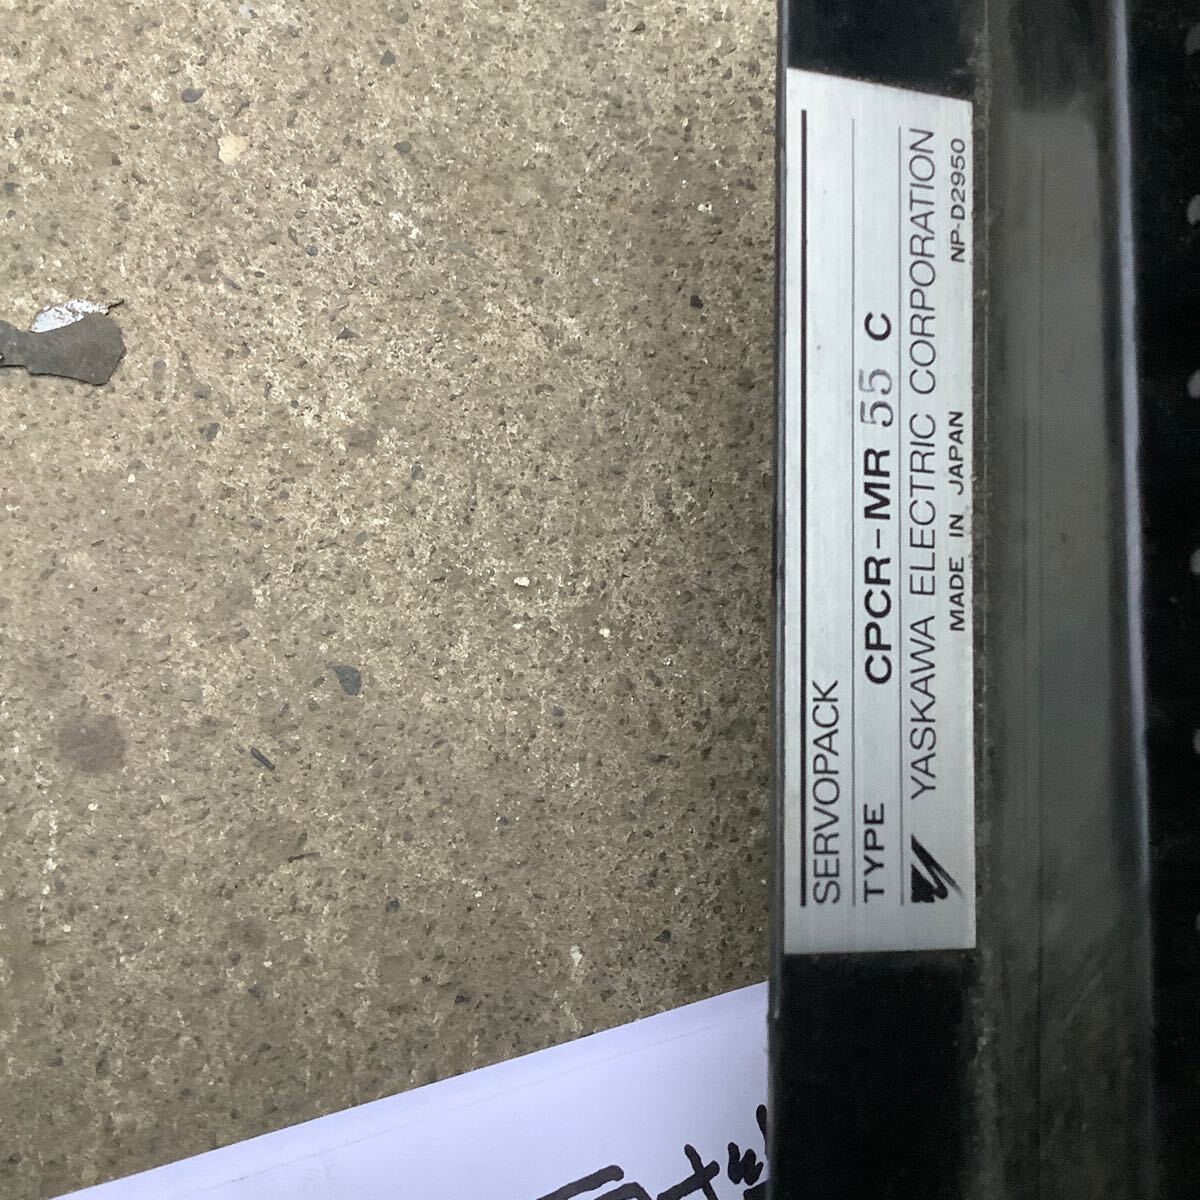 SERVOPACK
TYPE CPCR-MR 55 C
YASKAWA ELECTRIC CORPORATION
MADE IN JAPAN NP-D2950